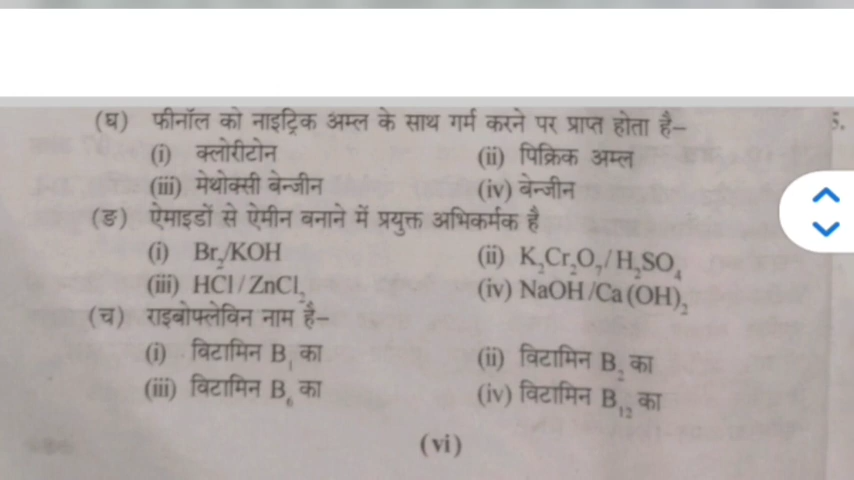 (घ) फीनॉल को नाइट्रिक अम्ल के साथ गर्म करने पर प्राप्त होता है–
(i) क्लोरीटोन (ii) पिक्रिक अम्ल
(iii) मेथोक्सी बेन्जीन (iv) बेन्जीन
(ङ) ऐमाइडों से ऐमीन बनाने में प्रयुक्त अभिकर्मक है
(i) Br₂/KOH (ii) K₂Cr₂O₇/H₂SO₄
(iii) HCl/ZnCl₂ (iv) NaOH/Ca(OH)₂
(च) राइबोफ्लेविन नाम है–
(i) विटामिन B₁ का (ii) विटामिन B₂ का
(iii) विटामिन B₆ का (iv) विटामिन B₁₂ का
(vi)